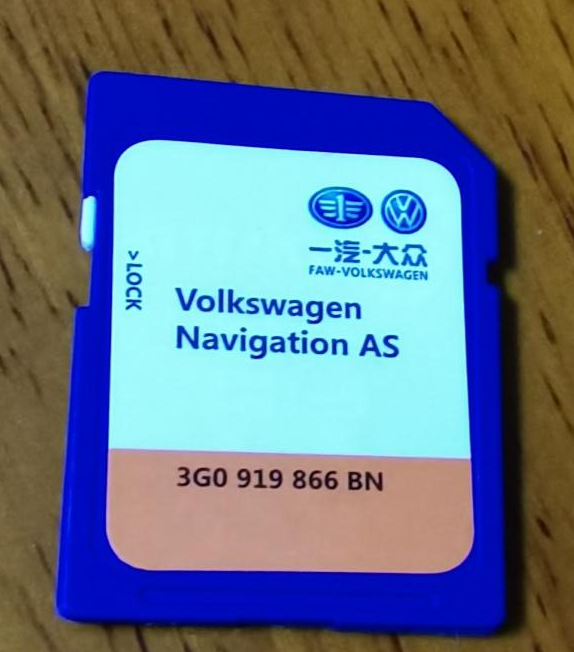 一汽-大众
FAW-VOLKSWAGEN
>LOCK
Volkswagen
Navigation AS
3G0 919 866 BN